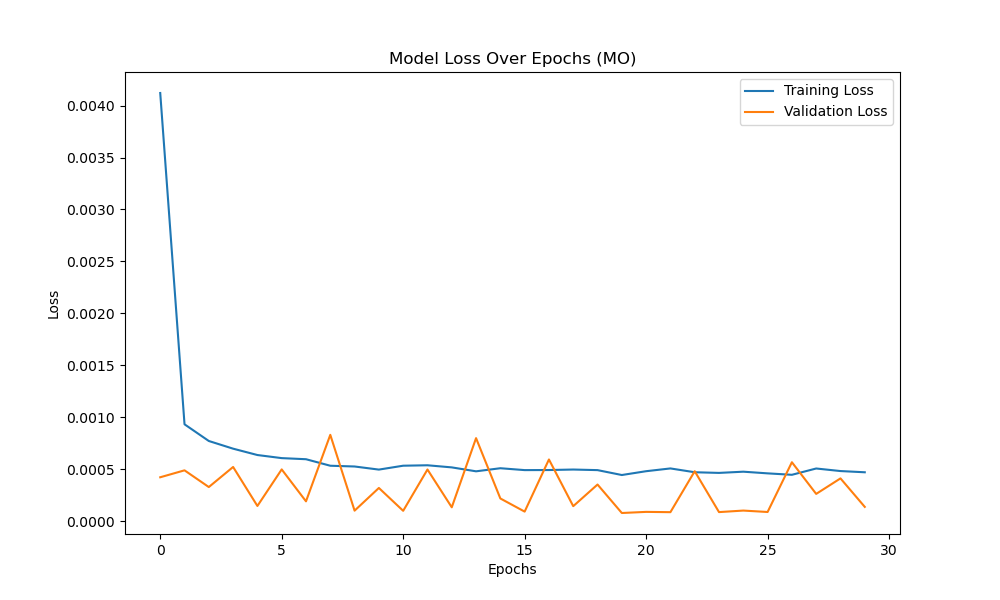 Model Loss Over Epochs (MO)
Training Loss
Validation Loss
Loss
0.0040
0.0035
0.0030
0.0025
0.0020
0.0015
0.0010
0.0005
0.0000
0 5 10 15 20 25 30
Epochs